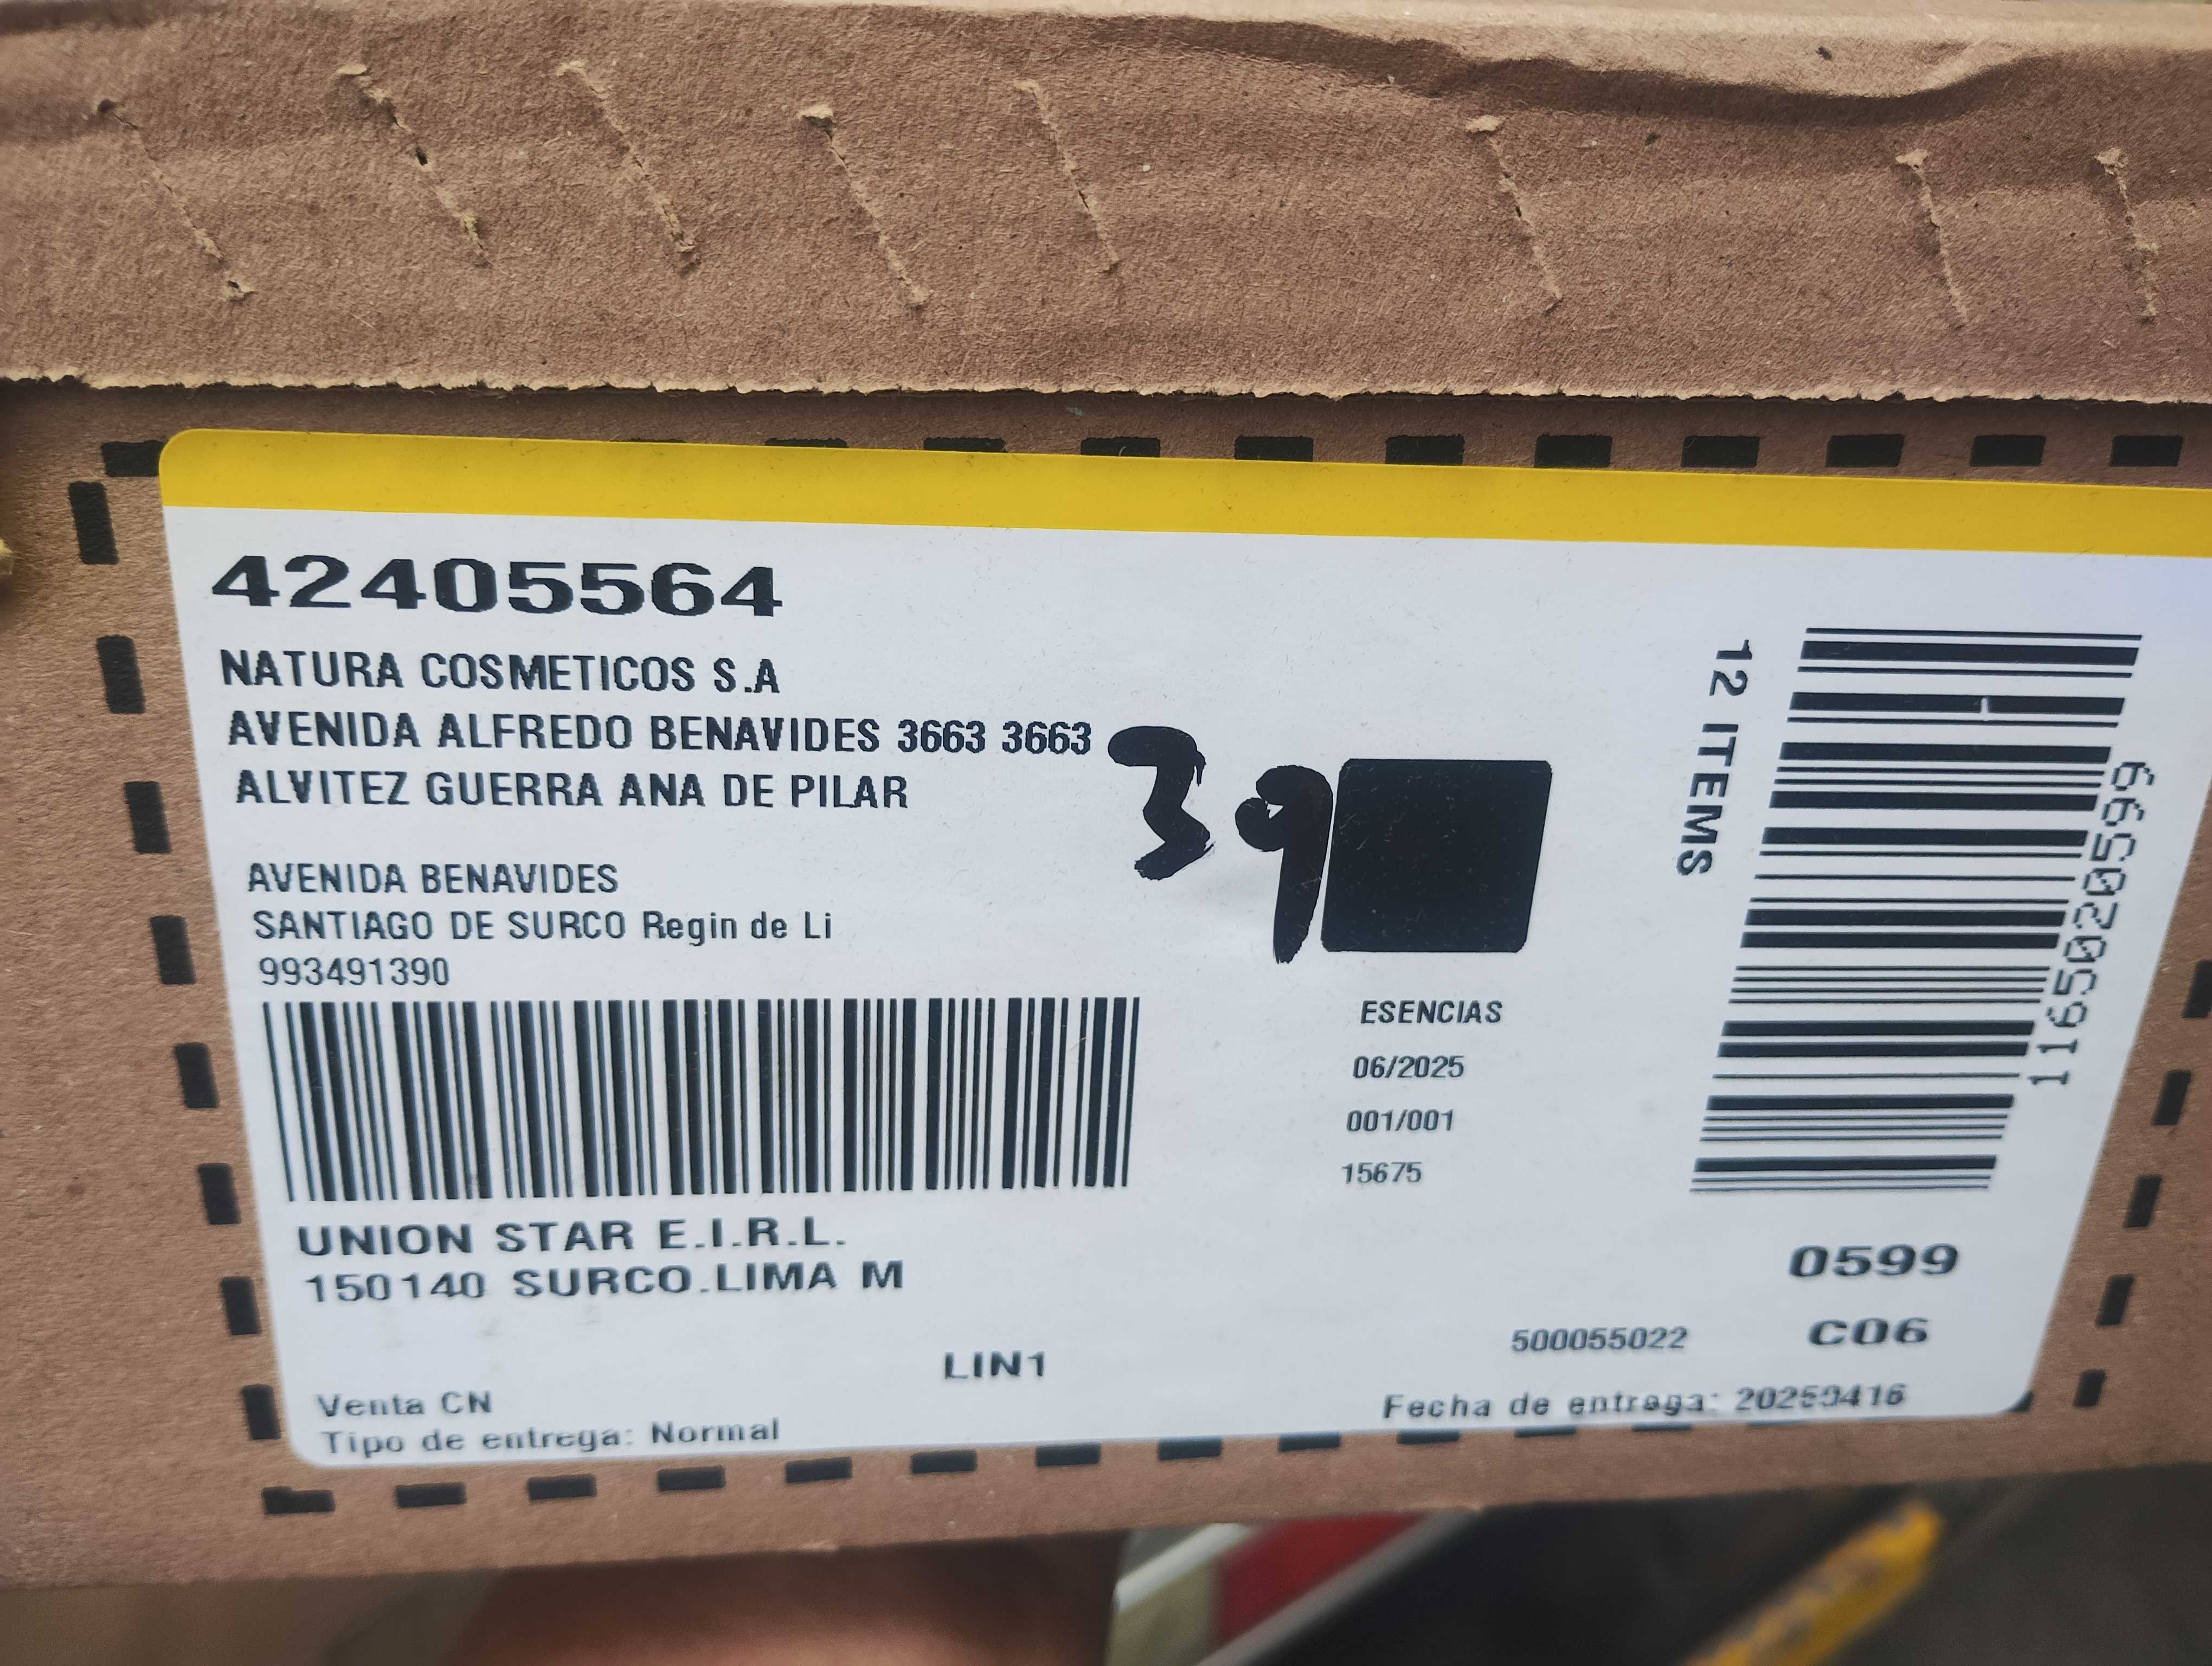 42405564
NATURA COSMETICOS S.A
AVENIDA ALFREDO BENAVIDES 3663 3663
ALVITEZ GUERRA ANA DE PILAR
39
AVENIDA BENAVIDES
SANTIAGO DE SURCO Regin de Li
993491390
ESENCIAS
06/2025
001/001
15675
12 ITEMS
1195020599
UNION STAR E.I.R.L.
150140 SURCO.LIMA M
0599
LIN1
500055022
C06
Venta CN
Tipo de entrega: Normal
Fecha de entrega: 20250416